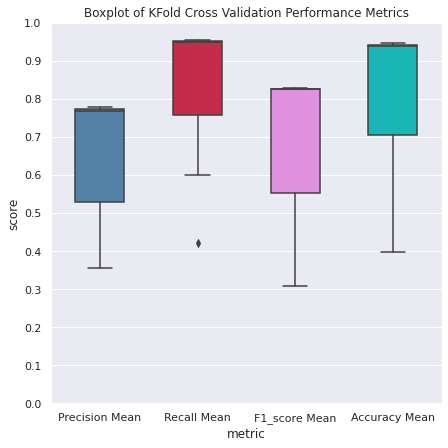 Boxplot of KFold Cross Validation Performance Metrics
1.0
0.9
0.8
0.7
0.6
0.5
0.4
0.3
0.2
0.1
0.0
score
Precision Mean Recall Mean F1_score Mean Accuracy Mean
metric